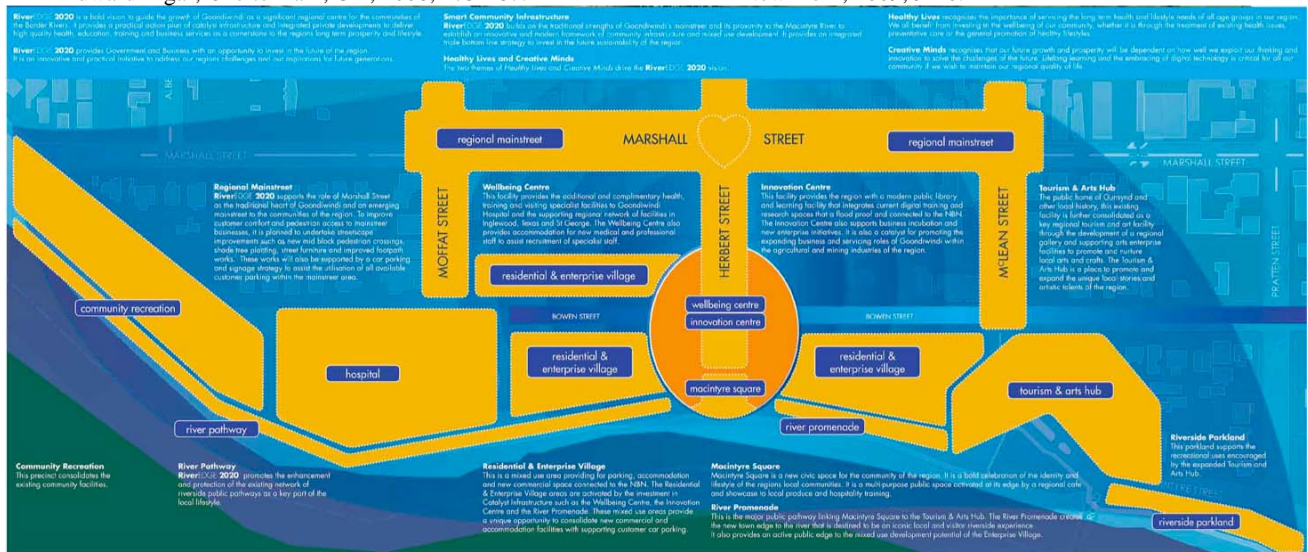 RiverEDGE 2020 is a bold vision to guide the growth of Goondiwindi as a significant regional centre for the communities of
the Border Rivers. It provides a practical action plan of catalyst infrastructure and integrated private developments to deliver
high quality health, education, training and business services as a cornerstone to the regions long term prosperity and lifestyle.
RiverEDGE 2020 provides Government and Business with an opportunity to invest in the future of the region.
It is an innovative and practical initiative to address our regions challenges and our aspirations for future generations.
Smart Community Infrastructure
RiverEDGE 2020 builds on the traditional strengths of Goondiwindi's mainstreet and its proximity to the Macintyre River to
establish an innovative and modern framework of community infrastructure and mixed use development. It provides an integrated
triple bottom line strategy to invest in the future sustainability of the region.
Healthy Lives and Creative Minds
The two themes of Healthy Lives and Creative Minds drive the RiverEDGE 2020 vision.
Healthy Lives recognises the importance of servicing the long term health and lifestyle needs of all age groups in our region.
We all benefit from investing in the wellbeing of our community, whether it is through the treatment of existing health issues,
preventative care or the general promotion of healthy lifestyles.
Creative Minds recognises that our future growth and prosperity will be dependent on how well we exploit our thinking and
innovation to solve the challenges of the future. Lifelong learning and the embracing of digital technology is critical for all our
community if we wish to maintain our regional quality of life.
MARSHALL STREET
regional mainstreet
MARSHALL STREET
regional mainstreet
MARSHALL STREET
Regional Mainstreet
RiverEDGE 2020 supports the role of Marshall Street
as the traditional heart of Goondiwindi and an emerging
mainstreet to the communities of the region. To improve
customer comfort and pedestrian access to mainstreet
businesses, it is planned to undertake streetscape
improvements such as new mid block pedestrian crossings,
shade tree planting, street furniture and improved footpath
works. These works will also be supported by a car parking
and signage strategy to assist the utilisation of all available
customer parking within the mainstreet area.
MOFFAT STREET
Wellbeing Centre
This facility provides the additional and complimentary health,
training and visiting specialist facilities to Goondiwindi
Hospital and the supporting regional network of facilities in
Inglewood, Texas and St George. The Wellbeing Centre also
provides accommodation for new medical and professional
staff to assist recruitment of specialist staff.
HERBERT STREET
Innovation Centre
This facility provides the region with a modern public library
and learning facility that integrates current digital training and
research spaces that a flood proof and connected to the NBN.
The Innovation Centre also supports business incubation and
new enterprise initiatives. It is also a catalyst for promoting the
expanding business and servicing roles of Goondiwindi within
the agricultural and mining industries of the region.
McLEAN STREET
Tourism & Arts Hub
The public home of Gunsynd and
other local history, this existing
facility is further consolidated as a
key regional tourism and art facility
through the development of a regional
gallery and supporting arts enterprise
facilities to promote and nurture
local arts and crafts. The Tourism &
Arts Hub is a place to promote and
expand the unique local stories and
artistic talents of the region.
PRATTEN STREET
residential & enterprise village
community recreation
wellbeing centre
innovation centre
BOWEN STREET
BOWEN STREET
hospital
residential &
enterprise village
macintyre square
residential &
enterprise village
tourism & arts hub
river pathway
river promenade
Riverside Parkland
This parkland supports the
recreational uses encouraged
by the expanded Tourism and
Arts Hub.
riverside parkland
Community Recreation
This precinct consolidates the
existing community facilities.
River Pathway
RiverEDGE 2020 promotes the enhancement
and protection of the existing network of
riverside public pathways as a key part of the
local lifestyle.
Residential & Enterprise Village
This is a mixed use area providing for parking, accommodation
and new commercial space connected to the NBN. The Residential
& Enterprise Village areas are activated by the investment in
Catalyst Infrastructure such as the Wellbeing Centre, the Innovation
Centre and the River Promenade. These mixed use areas provide
a unique opportunity to consolidate new commercial and
accommodation facilities with supporting customer car parking.
Macintyre Square
Macintyre Square is a new civic space for the community of the region. It is a bold celebration of the identity and
lifestyle of the regions local communities. It is a multi-purpose public space activated at its edge by a regional cafe
and showcase to local produce and hospitality training.
River Promenade
This is the major public pathway linking Macintyre Square to the Tourism & Arts Hub. The River Promenade creates
the new town edge to the river that is destined to be an iconic local and visitor riverside experience.
It also provides an active public edge to the mixed use development potential of the Enterprise Village.